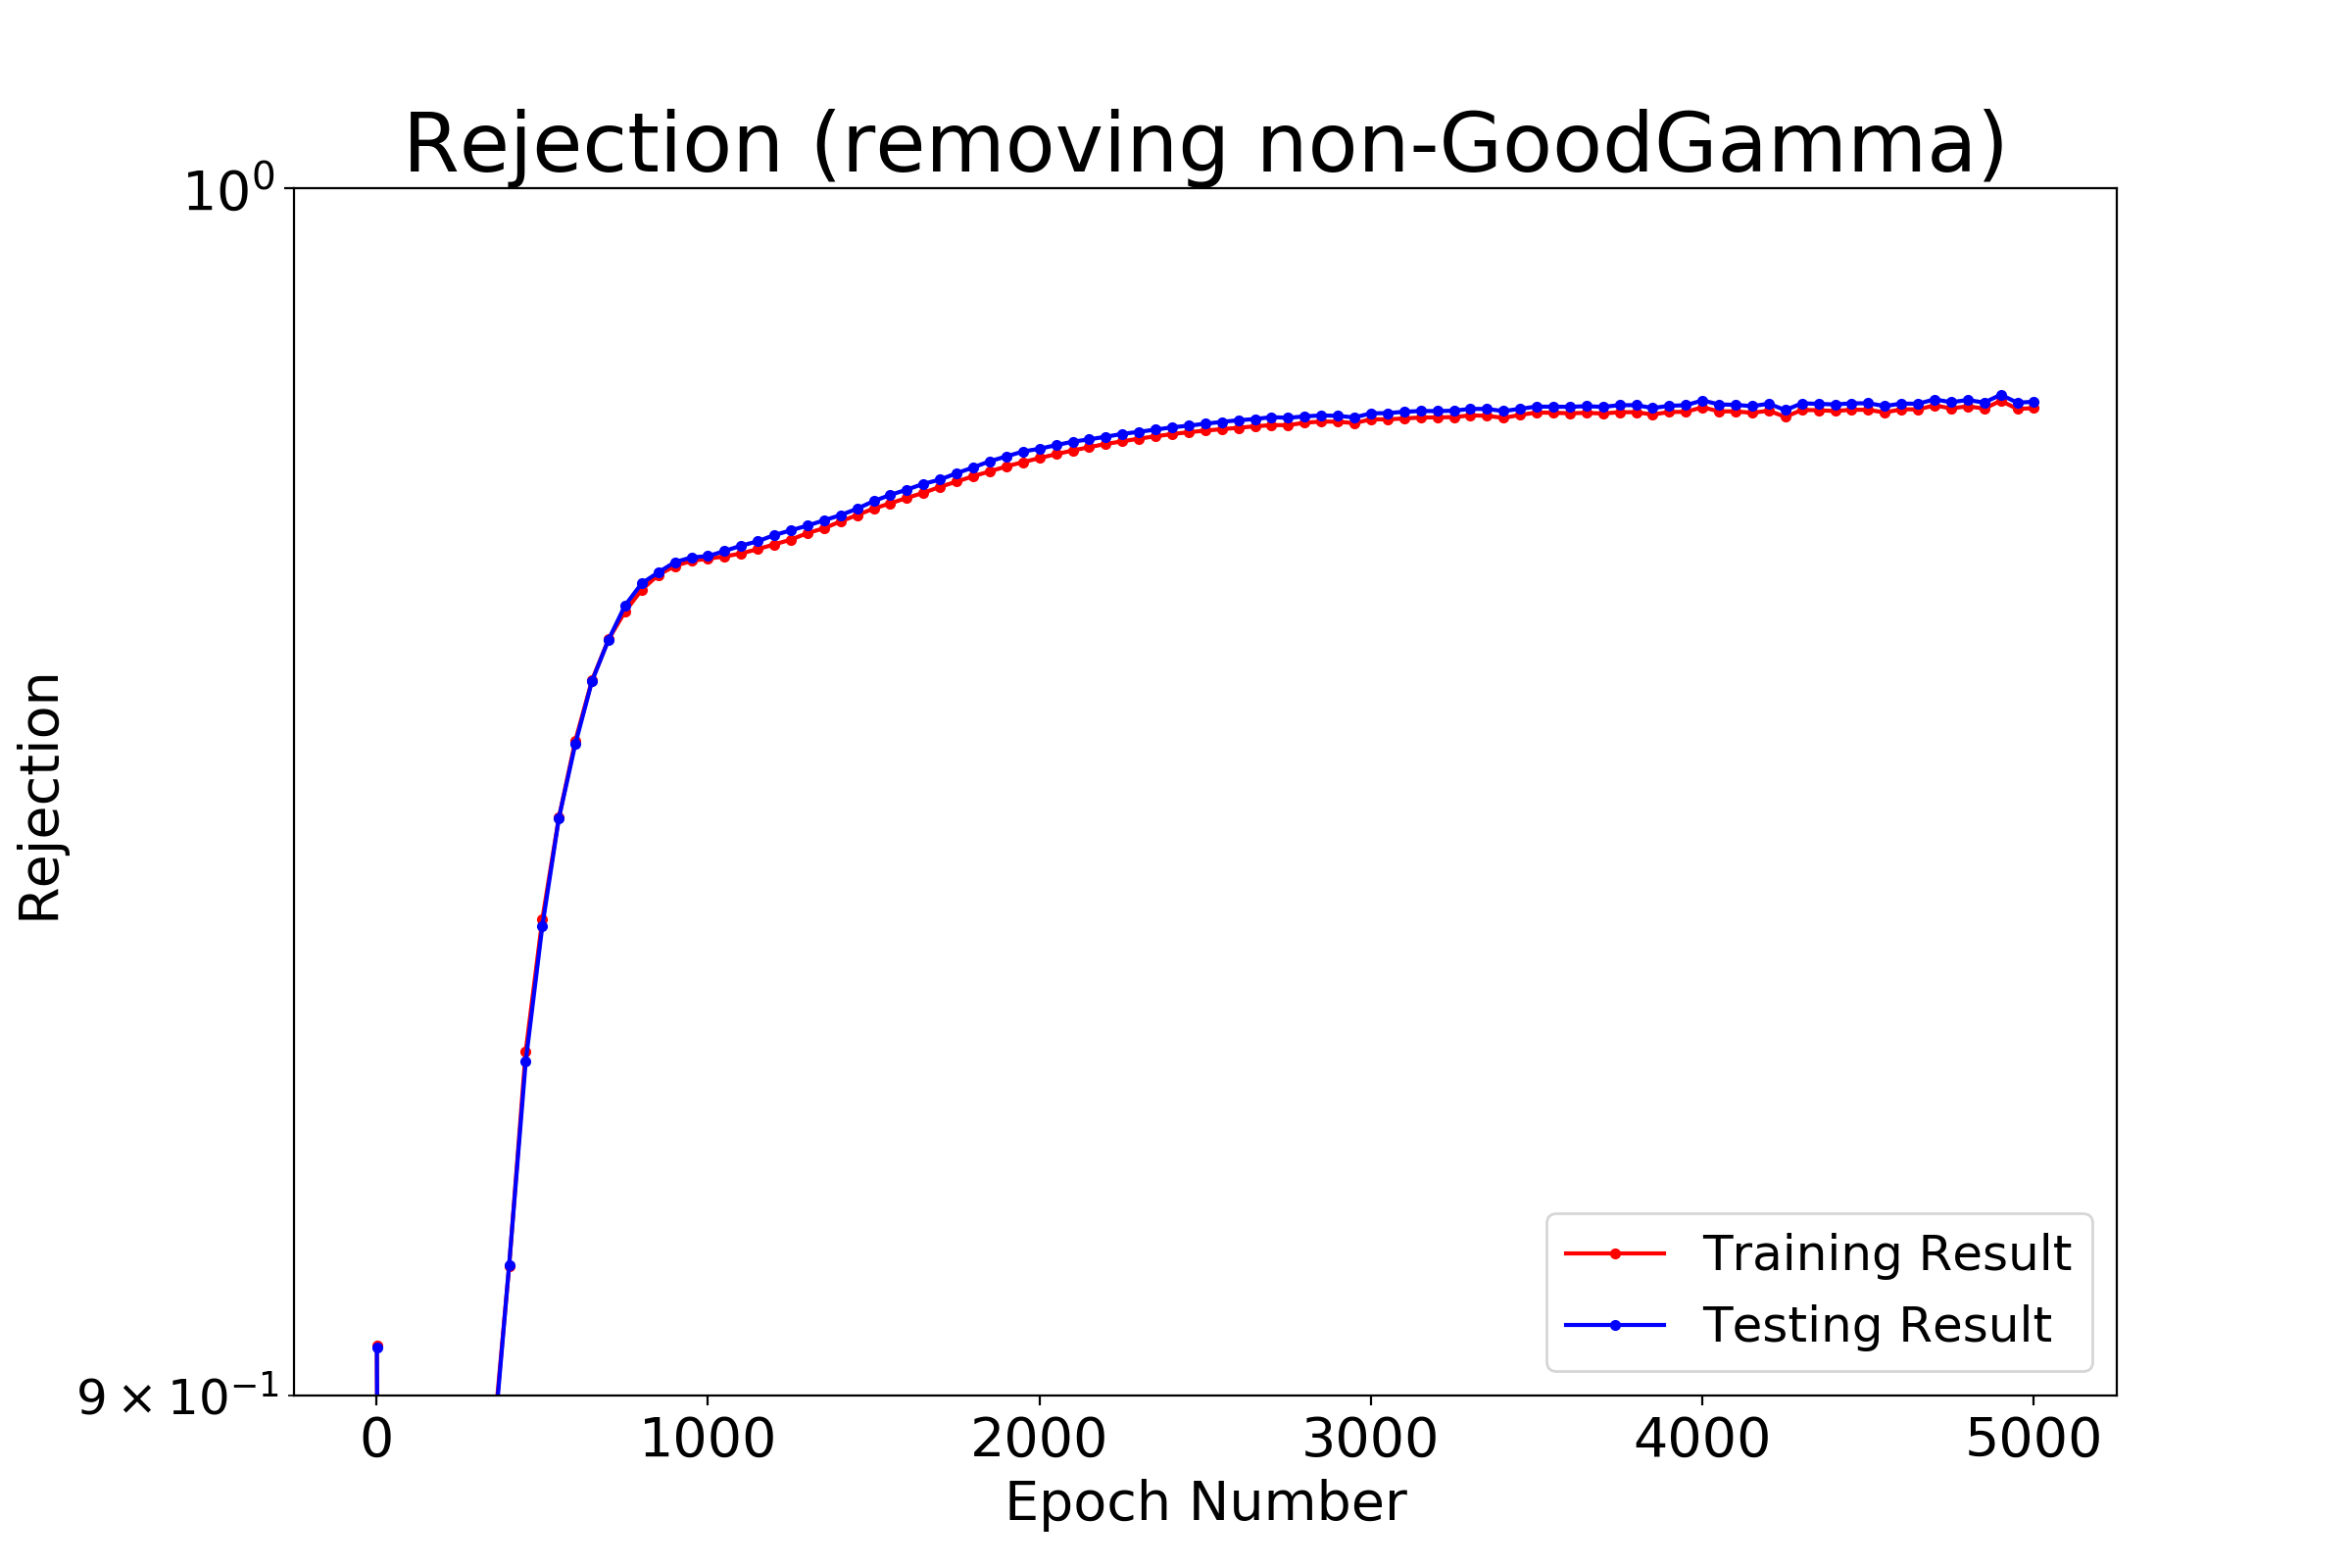 Rejection (removing non-GoodGamma)
10⁰
Rejection
9 × 10⁻¹
0 1000 2000 3000 4000 5000
Epoch Number
Training Result
Testing Result